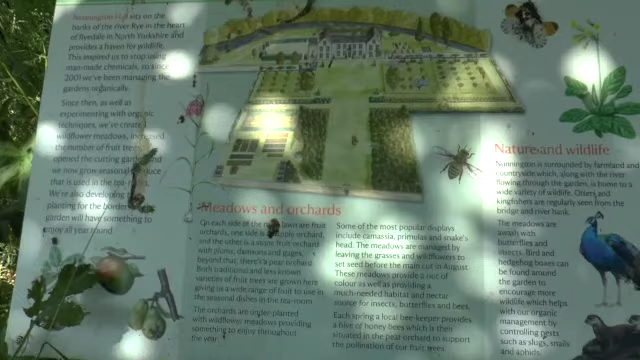 Nunnington Hall sits on the
banks of the river Rye in the heart
of Ryedale in North Yorkshire and
provides a haven for wildlife.
This inspired us to stop using
man-made chemicals, so since
2001 we've been managing the
gardens organically.
Since then, as well as
experimenting with organic
techniques, we've created
wildflower meadows, increased
the number of fruit trees,
opened the cutting garden and
we now grow seasonal produce
that is used in the tea-room.
We're also developing
planting for the borders
garden will have something to
enjoy all year round.
Meadows and orchards
On each side of the main lawn are fruit
orchards, one side is apple orchard,
and the other is a stone fruit orchard
with plums, damsons and gages,
beyond that, there's a pear orchard.
Both traditional and less known
varieties of fruit trees are grown here
giving us a wide range of fruit to use in
the seasonal dishes in the tea-room.
The orchards are under-planted
with wildflower meadows providing
something to enjoy throughout
the year.
Some of the most popular displays
include camassia, primulas and snake's
head. The meadows are managed by
leaving the grasses and wildflowers to
set seed before the main cut in August.
These meadows provide a riot of
colour as well as providing a
much-needed habitat and nectar
source for insects, butterflies and bees.
Each spring a local bee-keeper provides
a hive of honey bees which is then
situated in the pear orchard to support
the pollination of our fruit trees.
Nature and wildlife
Nunnington is surrounded by farmland and
countryside which, along with the river
flowing through the garden, is home to a
wide variety of wildlife. Otters and
kingfishers are regularly seen from the
bridge and river bank.
The meadows are
awash with
butterflies and
insects. Bird and
hedgehog boxes can
be found around
the garden to
encourage more
wildlife which helps
with our organic
management by
controlling pests
such as slugs, snails
and aphids.